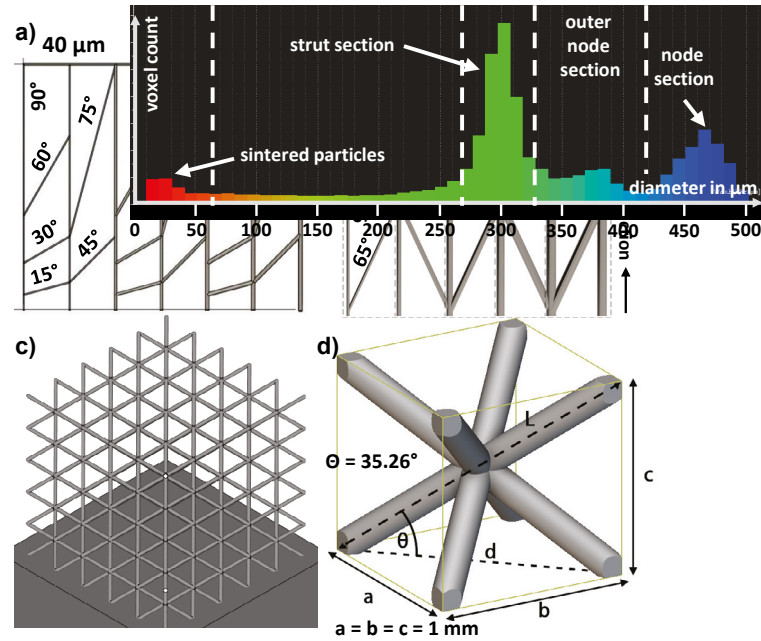 a)
40 µm
90°
75°
60°
30°
45°
15°
voxel count
strut section
outer
node
section
node
section
sintered particles
diameter in µm
0 50 100 150 200 250 300 350 400 450 500
65°
c)
d)
Θ = 35.26°
L
c
θ
d
a
b
a = b = c = 1 mm